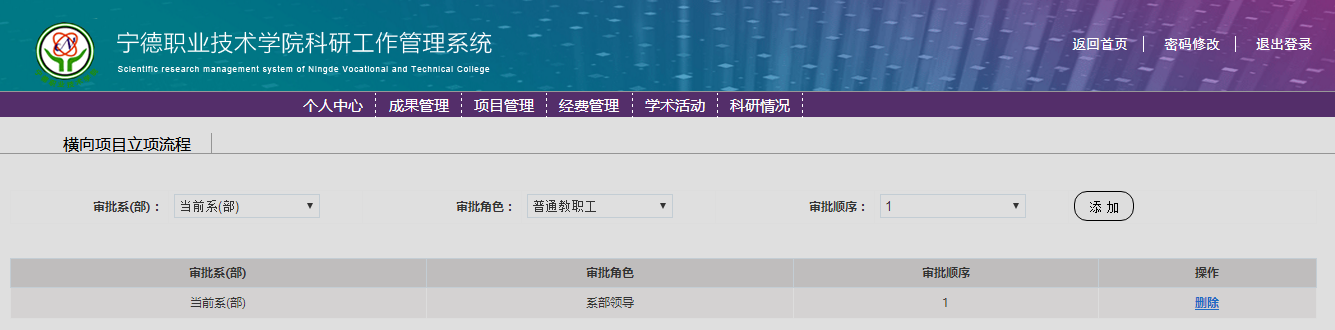 宁德职业技术学院科研工作管理系统
Scientific research management system of Ningde Vocational and Technical College
返回首页 密码修改 退出登录
个人中心 成果管理 项目管理 经费管理 学术活动 科研情况
横向项目立项流程
审批系(部)： 当前系(部) 审批角色： 普通教职工 审批顺序： 1 添 加
审批系(部) 审批角色 审批顺序 操作
当前系(部) 系部领导 1 删除